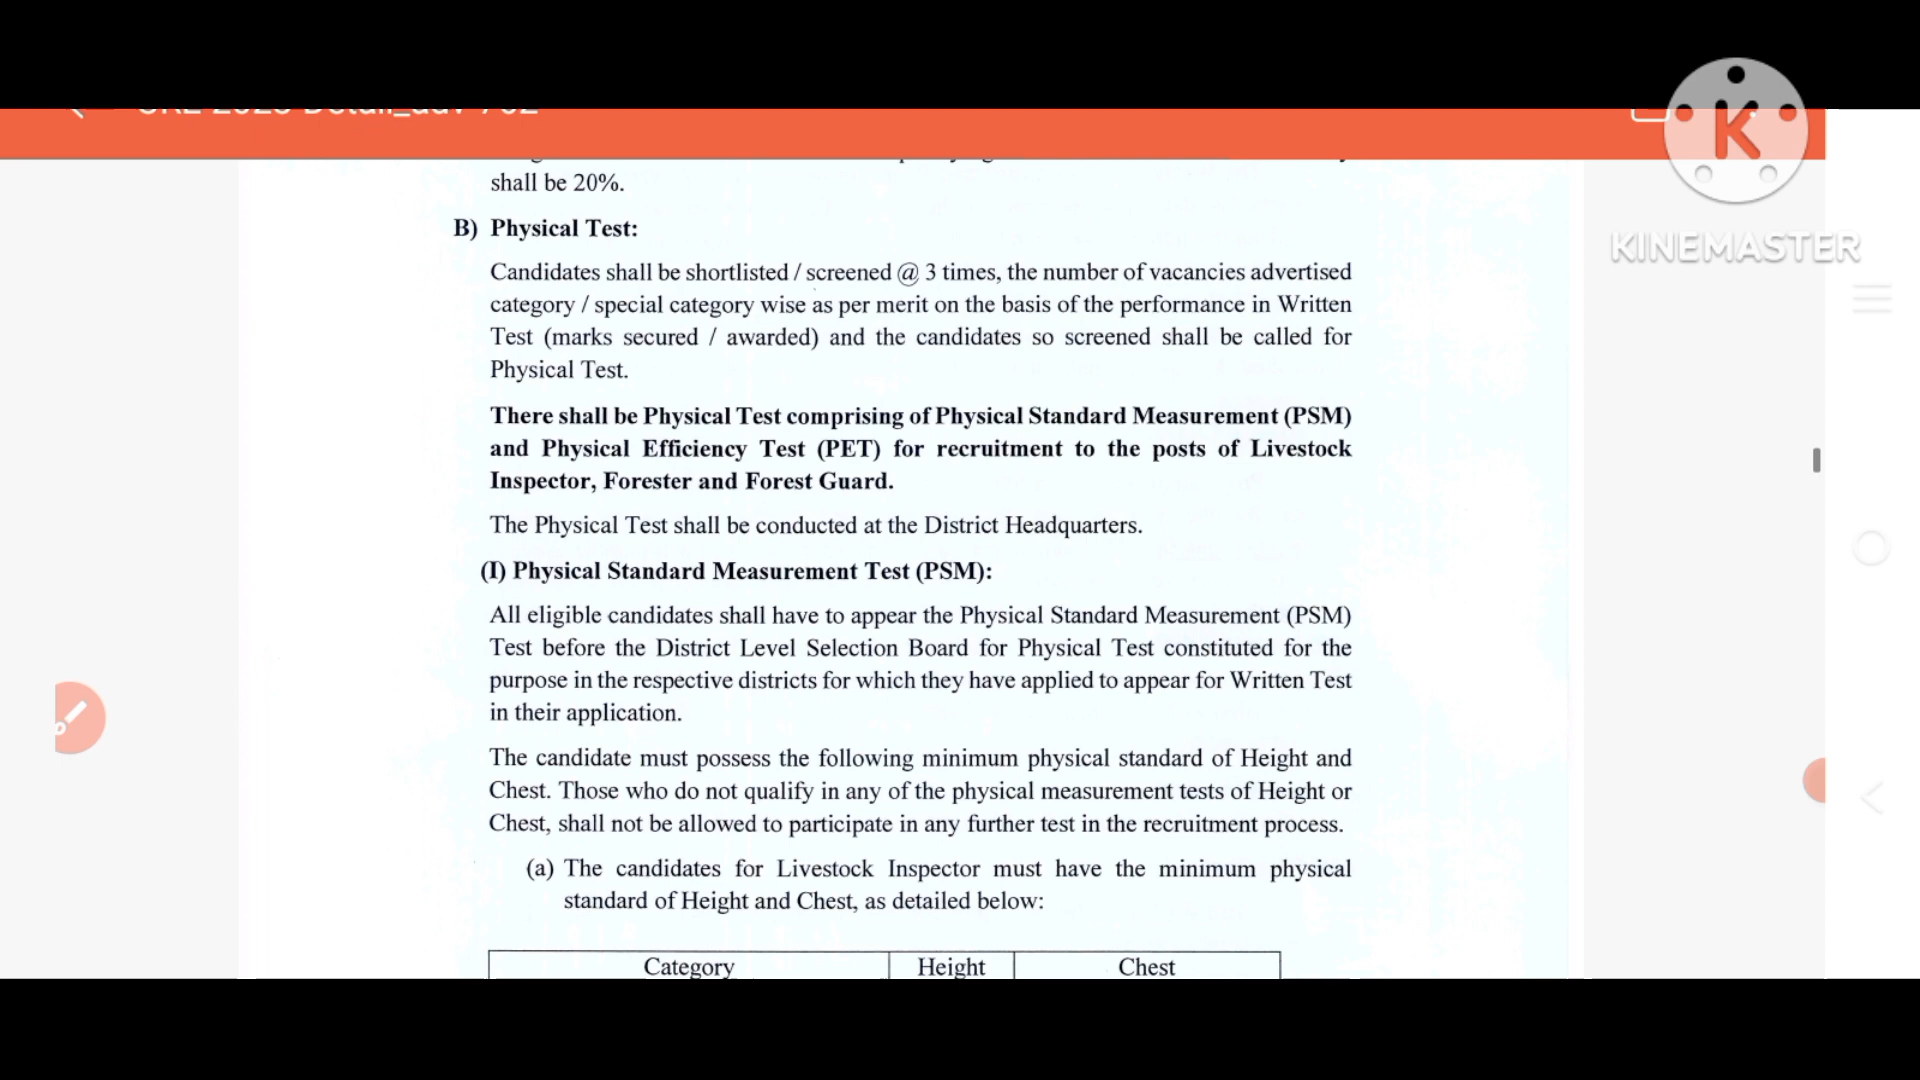 shall be 20%.
B) Physical Test:
Candidates shall be shortlisted / screened @ 3 times, the number of vacancies advertised
category / special category wise as per merit on the basis of the performance in Written
Test (marks secured / awarded) and the candidates so screened shall be called for
Physical Test.
There shall be Physical Test comprising of Physical Standard Measurement (PSM)
and Physical Efficiency Test (PET) for recruitment to the posts of Livestock
Inspector, Forester and Forest Guard.
The Physical Test shall be conducted at the District Headquarters.
(I) Physical Standard Measurement Test (PSM):
All eligible candidates shall have to appear the Physical Standard Measurement (PSM)
Test before the District Level Selection Board for Physical Test constituted for the
purpose in the respective districts for which they have applied to appear for Written Test
in their application.
The candidate must possess the following minimum physical standard of Height and
Chest. Those who do not qualify in any of the physical measurement tests of Height or
Chest, shall not be allowed to participate in any further test in the recruitment process.
(a) The candidates for Livestock Inspector must have the minimum physical
standard of Height and Chest, as detailed below:
Category Height Chest
K
KINEMASTER